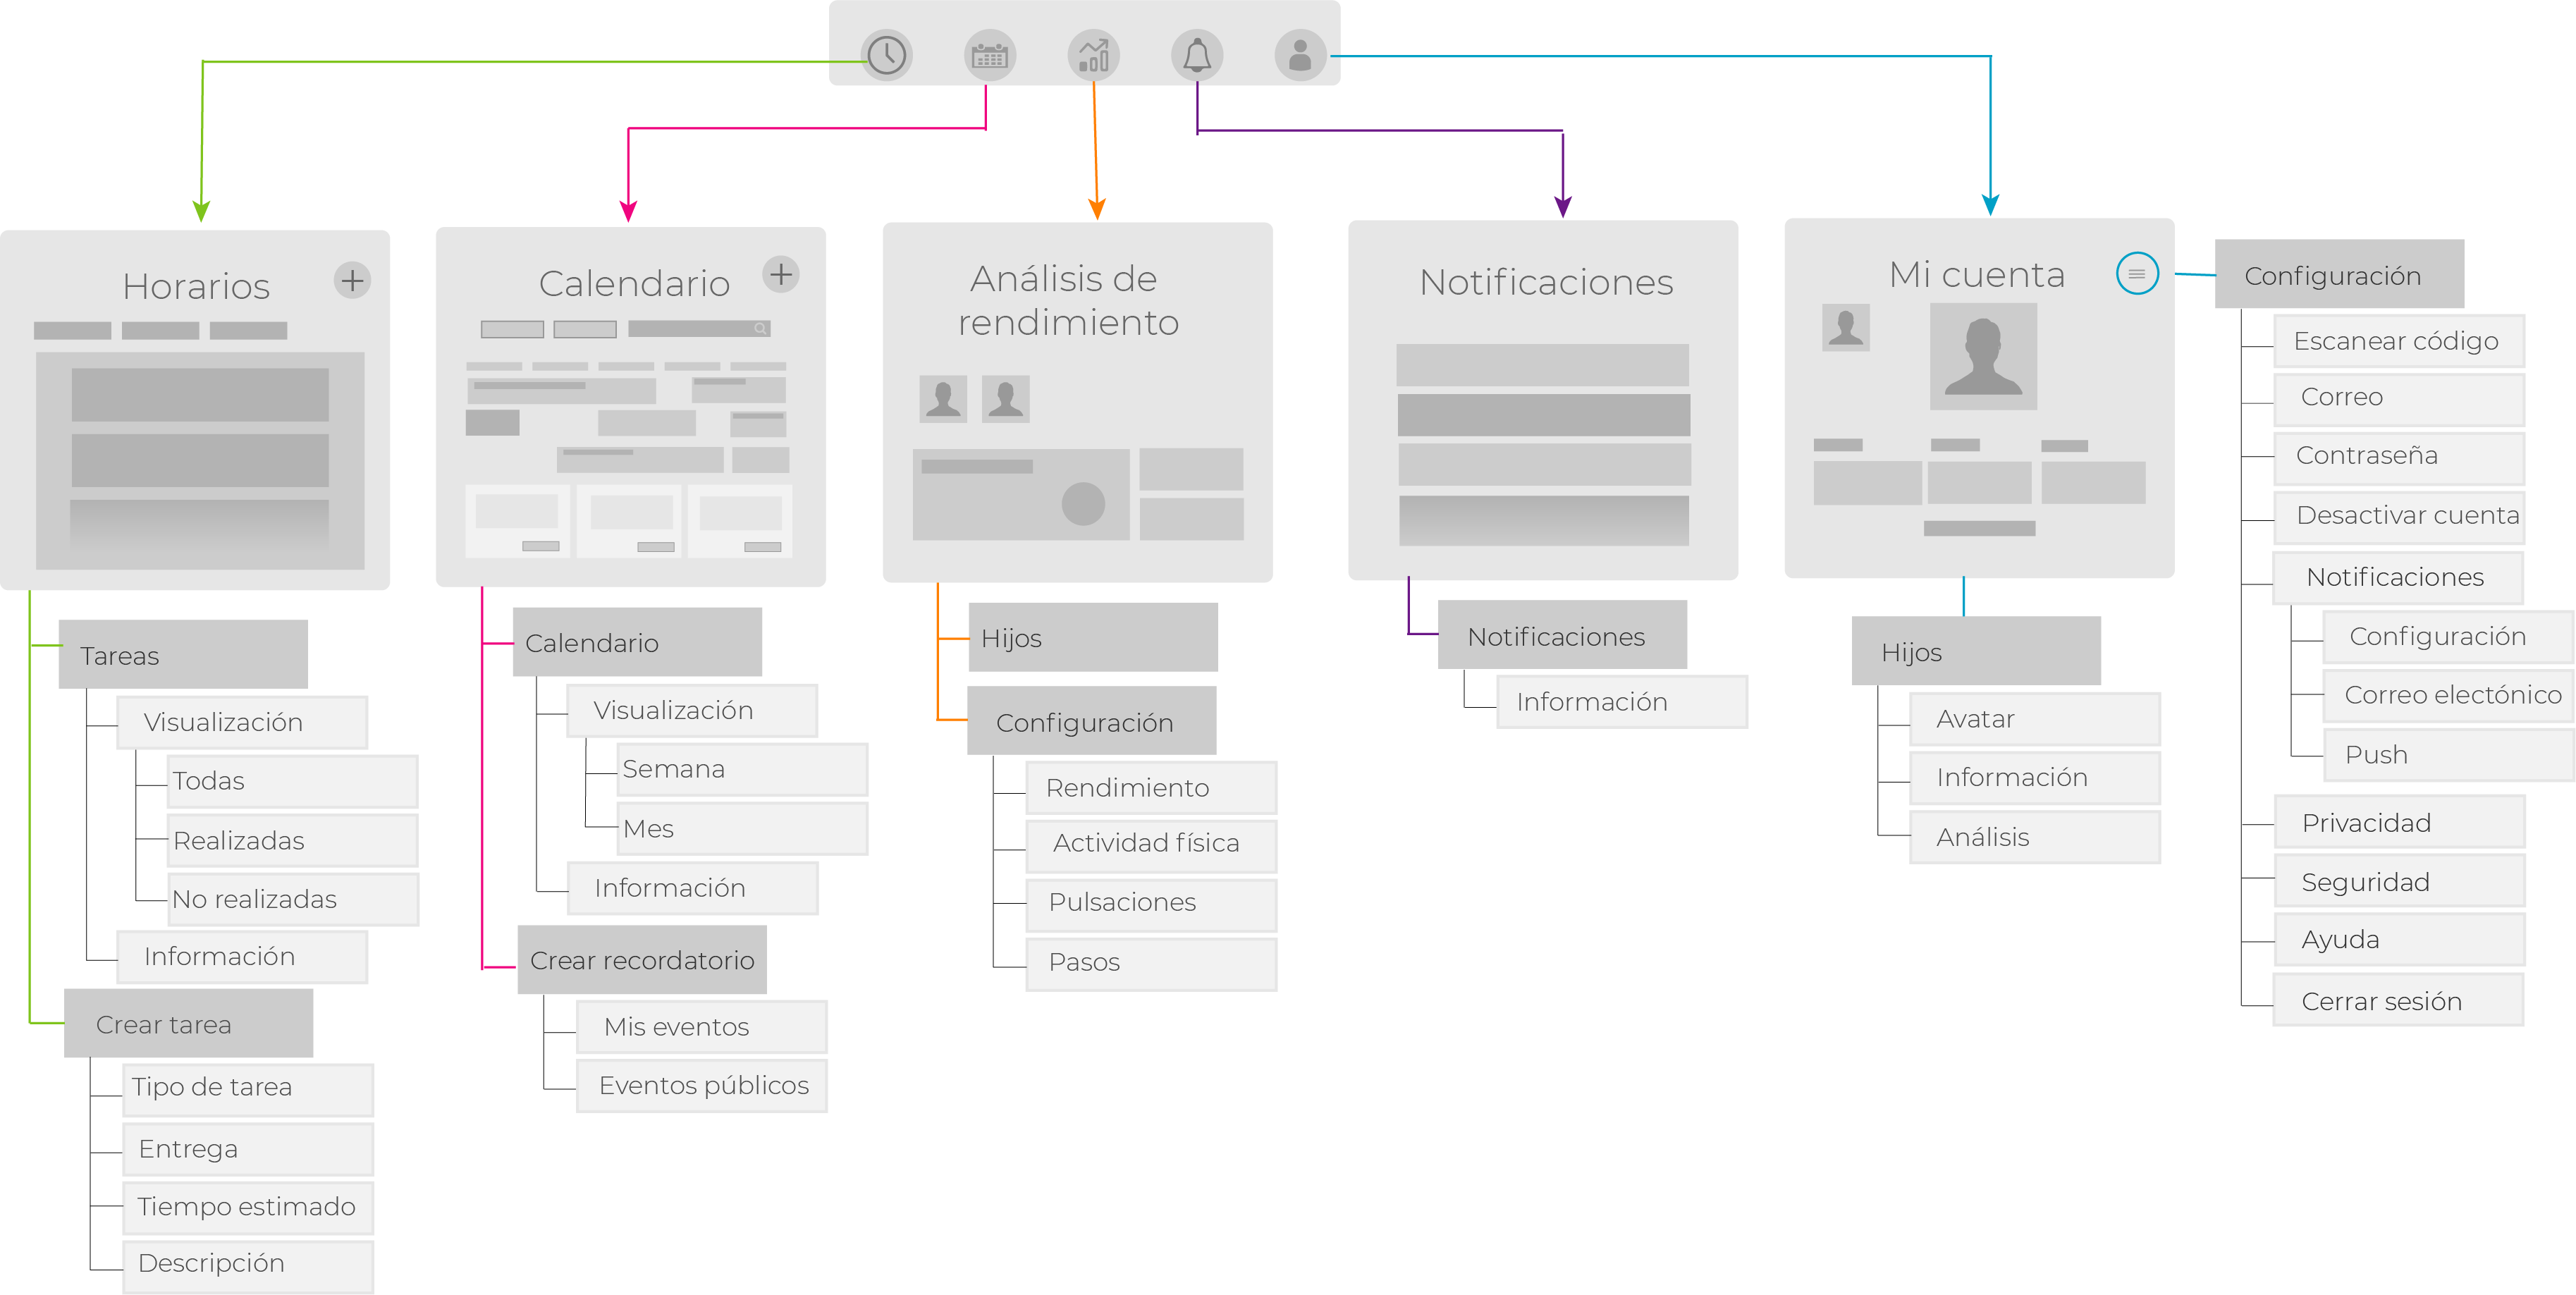 Horarios
Tareas
Visualización
Todas
Realizadas
No realizadas
Información
Crear tarea
Tipo de tarea
Entrega
Tiempo estimado
Descripción
Calendario
Calendario
Visualización
Semana
Mes
Información
Crear recordatorio
Mis eventos
Eventos públicos
Análisis de
rendimiento
Hijos
Configuración
Rendimiento
Actividad física
Pulsaciones
Pasos
Notificaciones
Notificaciones
Información
Mi cuenta
Hijos
Avatar
Información
Análisis
Configuración
Escanear código
Correo
Contraseña
Desactivar cuenta
Notificaciones
Configuración
Correo electónico
Push
Privacidad
Seguridad
Ayuda
Cerrar sesión